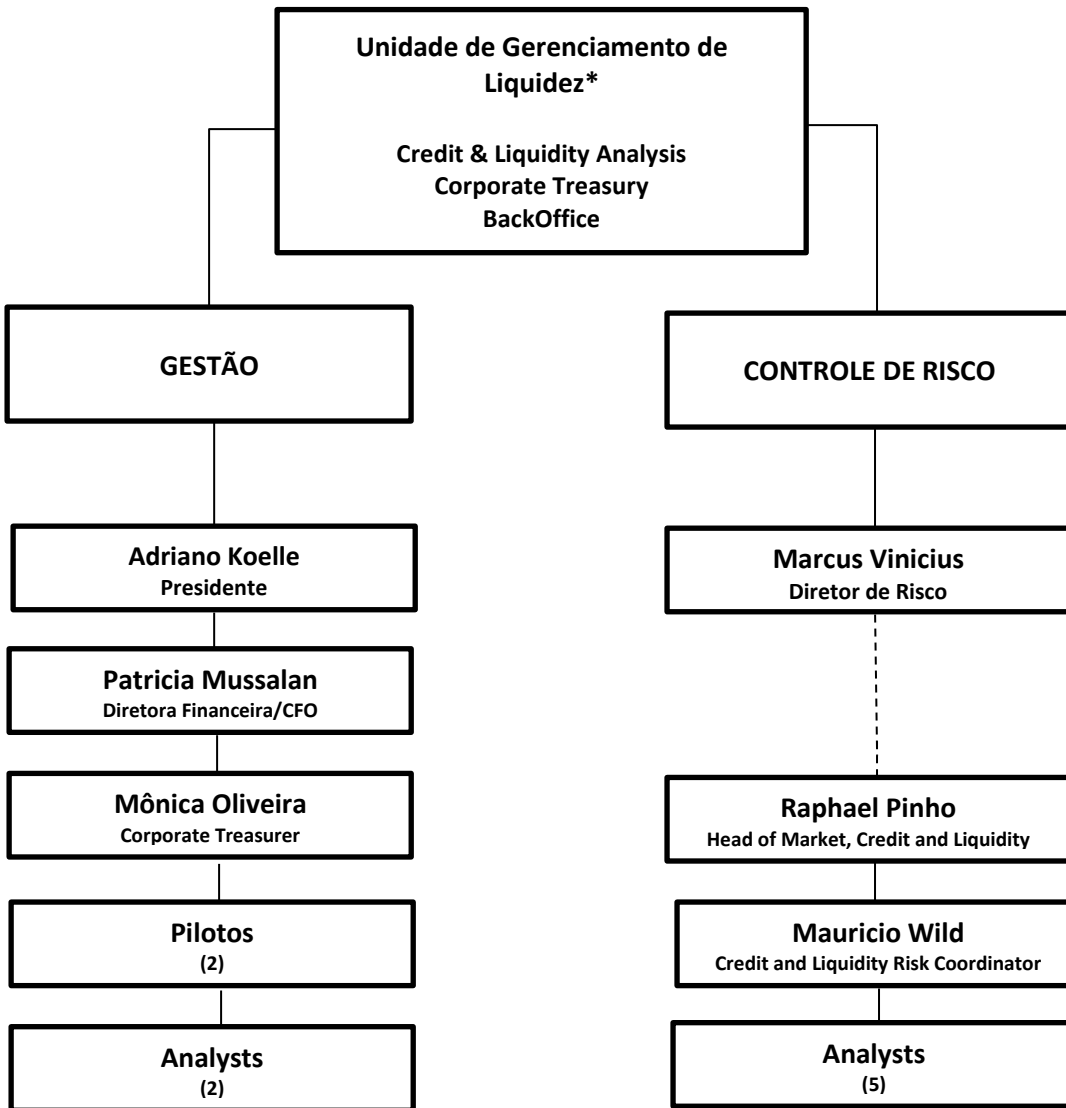 Unidade de Gerenciamento de
Liquidez*
Credit & Liquidity Analysis
Corporate Treasury
BackOffice
GESTÃO
CONTROLE DE RISCO
Adriano Koelle
Presidente
Marcus Vinicius
Diretor de Risco
Patricia Mussalan
Diretora Financeira/CFO
Mônica Oliveira
Corporate Treasurer
Raphael Pinho
Head of Market, Credit and Liquidity
Pilotos
(2)
Mauricio Wild
Credit and Liquidity Risk Coordinator
Analysts
(2)
Analysts
(5)